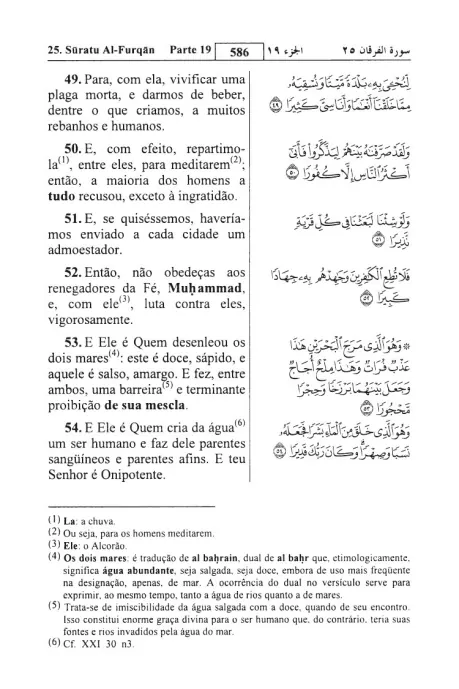 25. Sūratu Al-Furqān Parte 19 586 الجزء ١٩ سورة الفرقان ٢٥
49. Para, com ela, vivificar uma
plaga morta, e darmos de beber,
dentre o que criamos, a muitos
rebanhos e humanos.
لِّنُحْـِۧيَ بِهِۦ بَلْدَةً مَّيْتًا وَنُسْقِيَهُۥ
مِمَّا خَلَقْنَآ أَنْعَٰمًا وَأَنَاسِيَّ كَثِيرًا ٤٩
50. E, com efeito, repartimo-
la(1), entre eles, para meditarem(2);
então, a maioria dos homens a
tudo recusou, exceto à ingratidão.
وَلَقَدْ صَرَّفْنَٰهُ بَيْنَهُمْ لِيَذَّكَّرُوا۟ فَأَبَىٰٓ
أَكْثَرُ ٱلنَّاسِ إِلَّا كُفُورًا ٥٠
51. E, se quiséssemos, havería-
mos enviado a cada cidade um
admoestador.
وَلَوْ شِئْنَا لَبَعَثْنَا فِى كُلِّ قَرْيَةٍ
نَّذِيرًا ٥١
52. Então, não obedeças aos
renegadores da Fé, Muḥammad,
e, com ele(3), luta contra eles,
vigorosamente.
فَلَا تُطِعِ ٱلْكَٰفِرِينَ وَجَٰهِدْهُم بِهِۦ جِهَادًا
كَبِيرًا ٥٢
53. E Ele é Quem desenleou os
dois mares(4): este é doce, sápido, e
aquele é salso, amargo. E fez, entre
ambos, uma barreira(5) e terminante
proibição de sua mescla.
* وَهُوَ ٱلَّذِى مَرَجَ ٱلْبَحْرَيْنِ هَٰذَا
عَذْبٌ فُرَاتٌ وَهَٰذَا مِلْحٌ أُجَاجٌ
وَجَعَلَ بَيْنَهُمَا بَرْزَخًا وَحِجْرًا
مَّحْجُورًا ٥٣
54. E Ele é Quem cria da água(6)
um ser humano e faz dele parentes
sangüíneos e parentes afins. E teu
Senhor é Onipotente.
وَهُوَ ٱلَّذِى خَلَقَ مِنَ ٱلْمَآءِ بَشَرًا فَجَعَلَهُۥ
نَسَبًا وَصِهْرًا وَكَانَ رَبُّكَ قَدِيرًا ٥٤
(1) La: a chuva.
(2) Ou seja, para os homens meditarem.
(3) Ele: o Alcorão.
(4) Os dois mares: é tradução de al baḥrain, dual de al baḥr que, etimologicamente,
significa água abundante, seja salgada, seja doce, embora de uso mais freqüente
na designação, apenas, de mar. A ocorrência do dual no versículo serve para
exprimir, ao mesmo tempo, tanto a água de rios quanto a de mares.
(5) Trata-se de imiscibilidade da água salgada com a doce, quando de seu encontro.
Isso constitui enorme graça divina para o ser humano que, do contrário, teria suas
fontes e rios invadidos pela água do mar.
(6) Cf. XXI 30 n3.